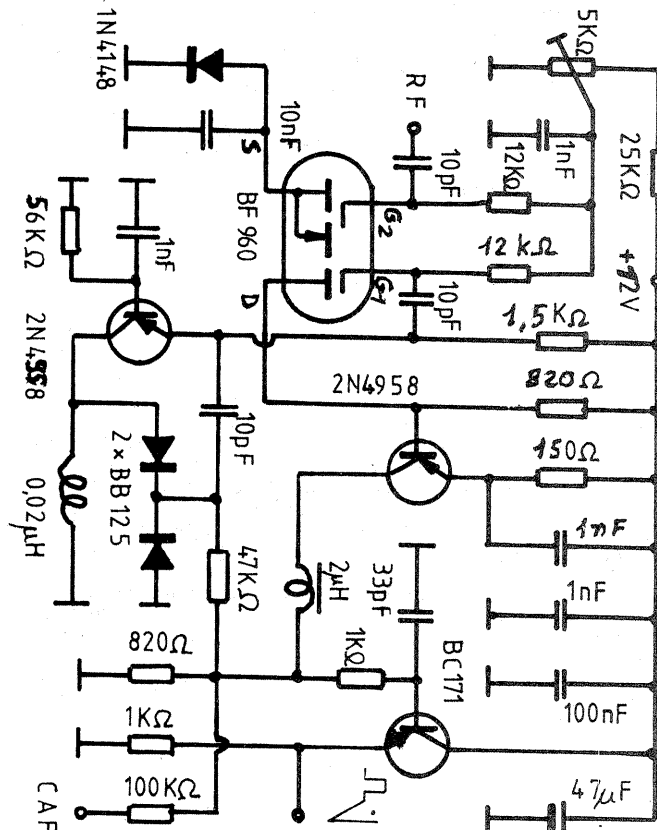 5KΩ
25KΩ
+12V
1N4148
RF
1nF
12KΩ
10nF
S
10pF
G2
12 kΩ
BF 960
G1
10pF
1,5KΩ
56KΩ
1nF
D
2N4958
820Ω
2N4958
10pF
150Ω
2×BB125
1nF
0,02µH
47KΩ
2µH
33pF
1nF
820Ω
1KΩ
BC171
100nF
1KΩ
CAF
100KΩ
47µF